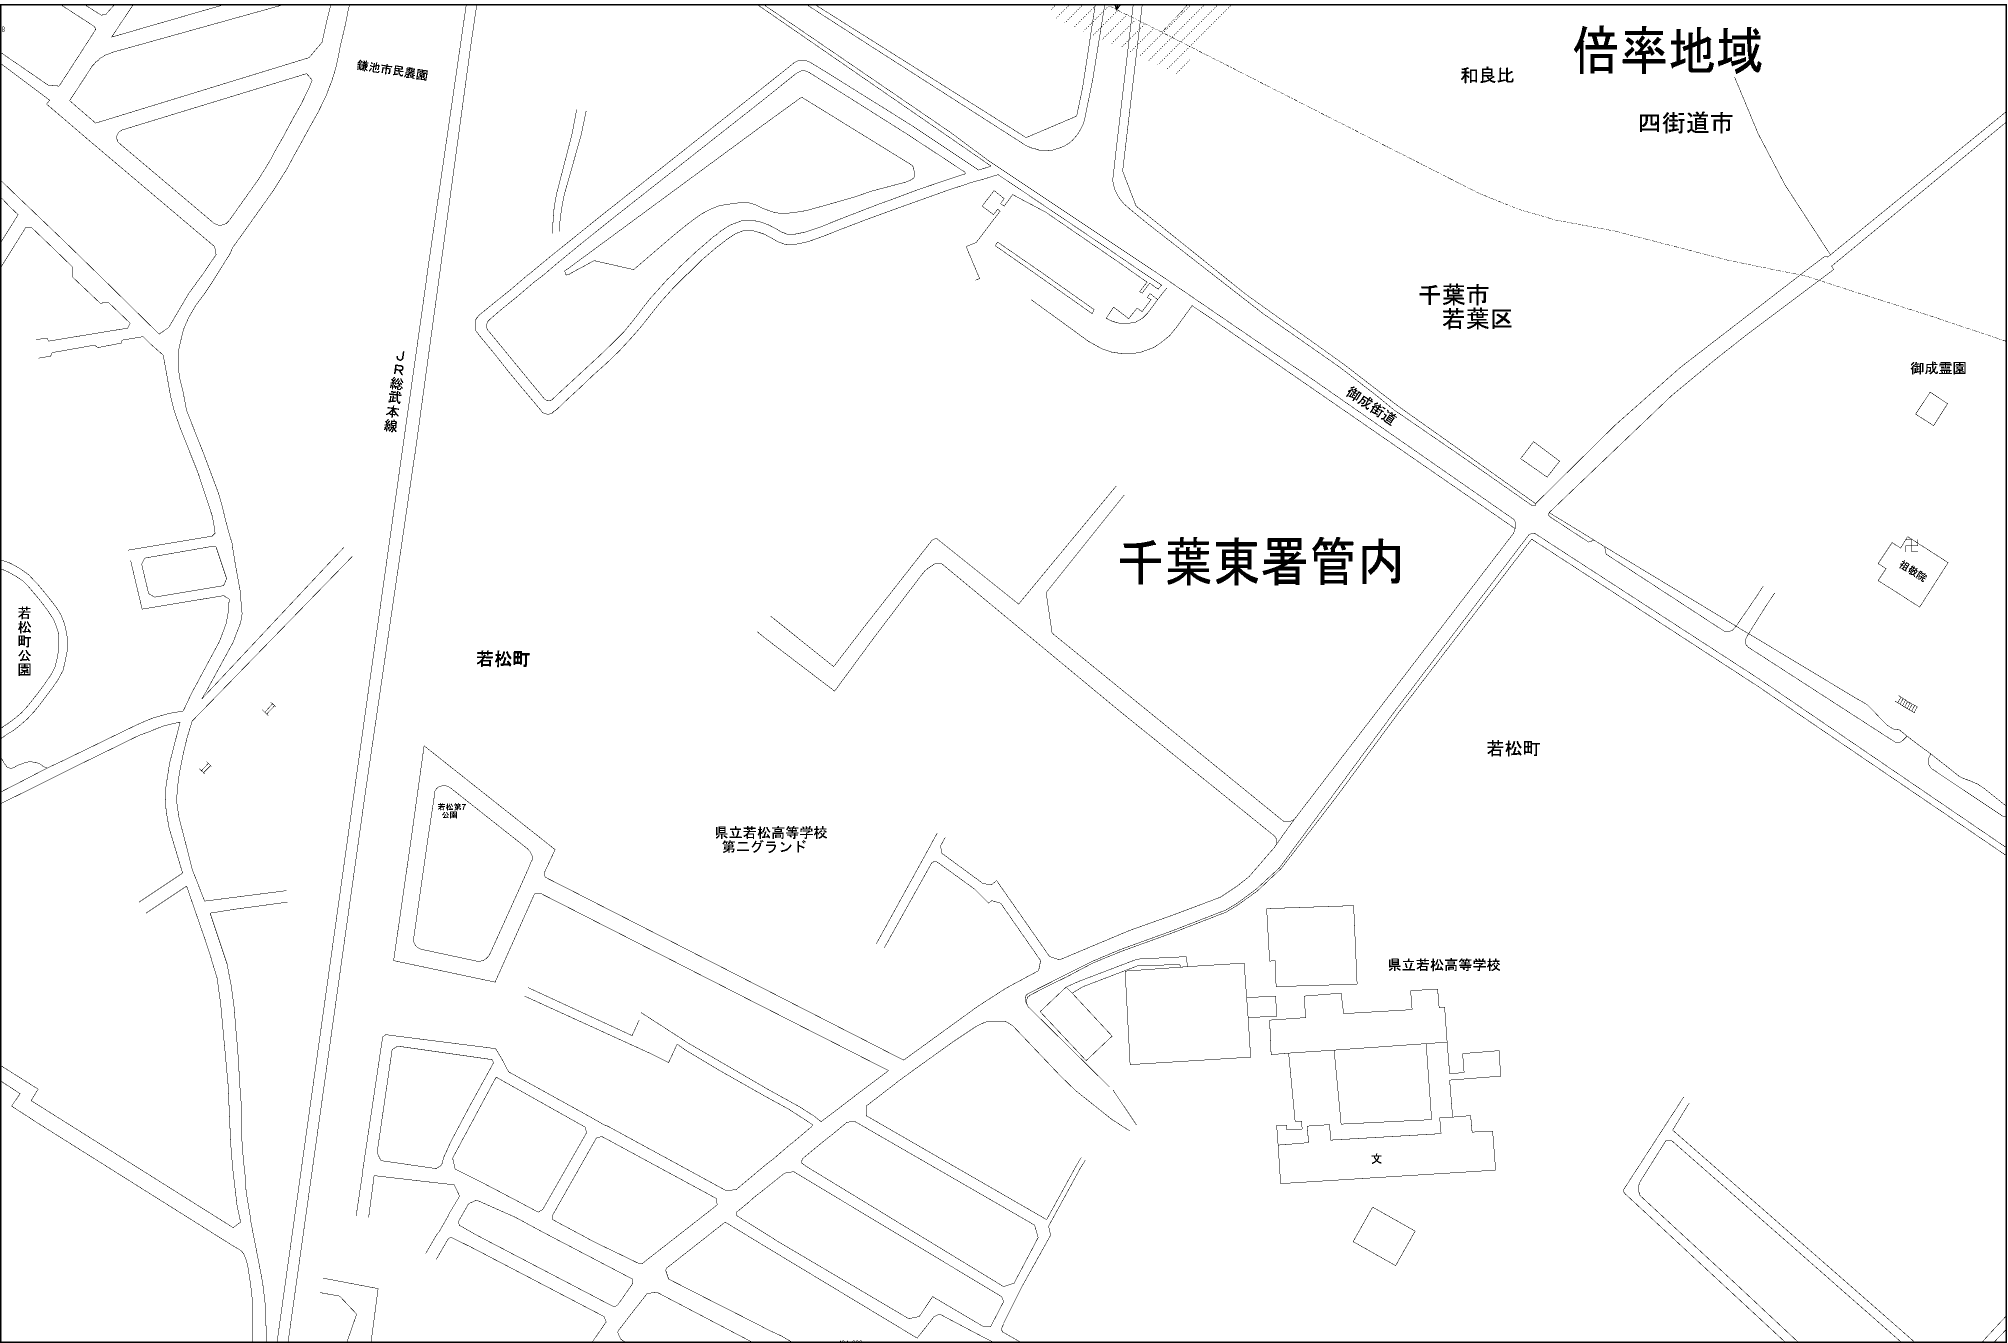 倍率地域
鎌池市民農園
和良比
四街道市
千葉市
若葉区
御成霊園
JR総武本線
御成街道
千葉東署管内
祖敬院
若松町公園
若松町
若松町
若松第7
公園
県立若松高等学校
第二グランド
県立若松高等学校
文